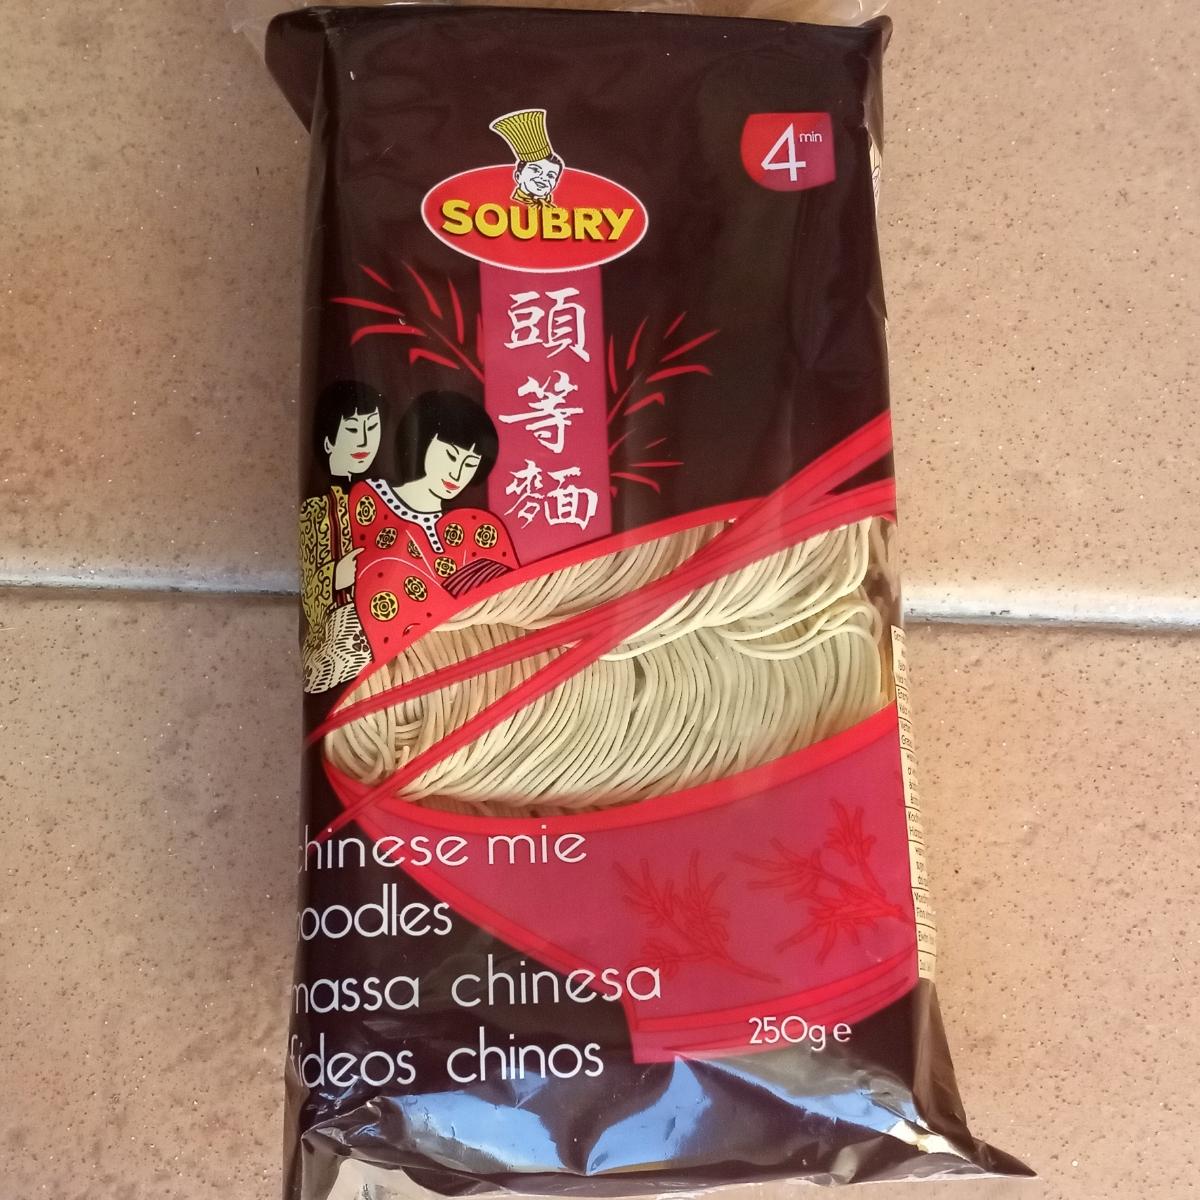 4 min
SOUBRY
頭
等
麵
chinese mie
noodles
massa chinesa
fideos chinos
250g e